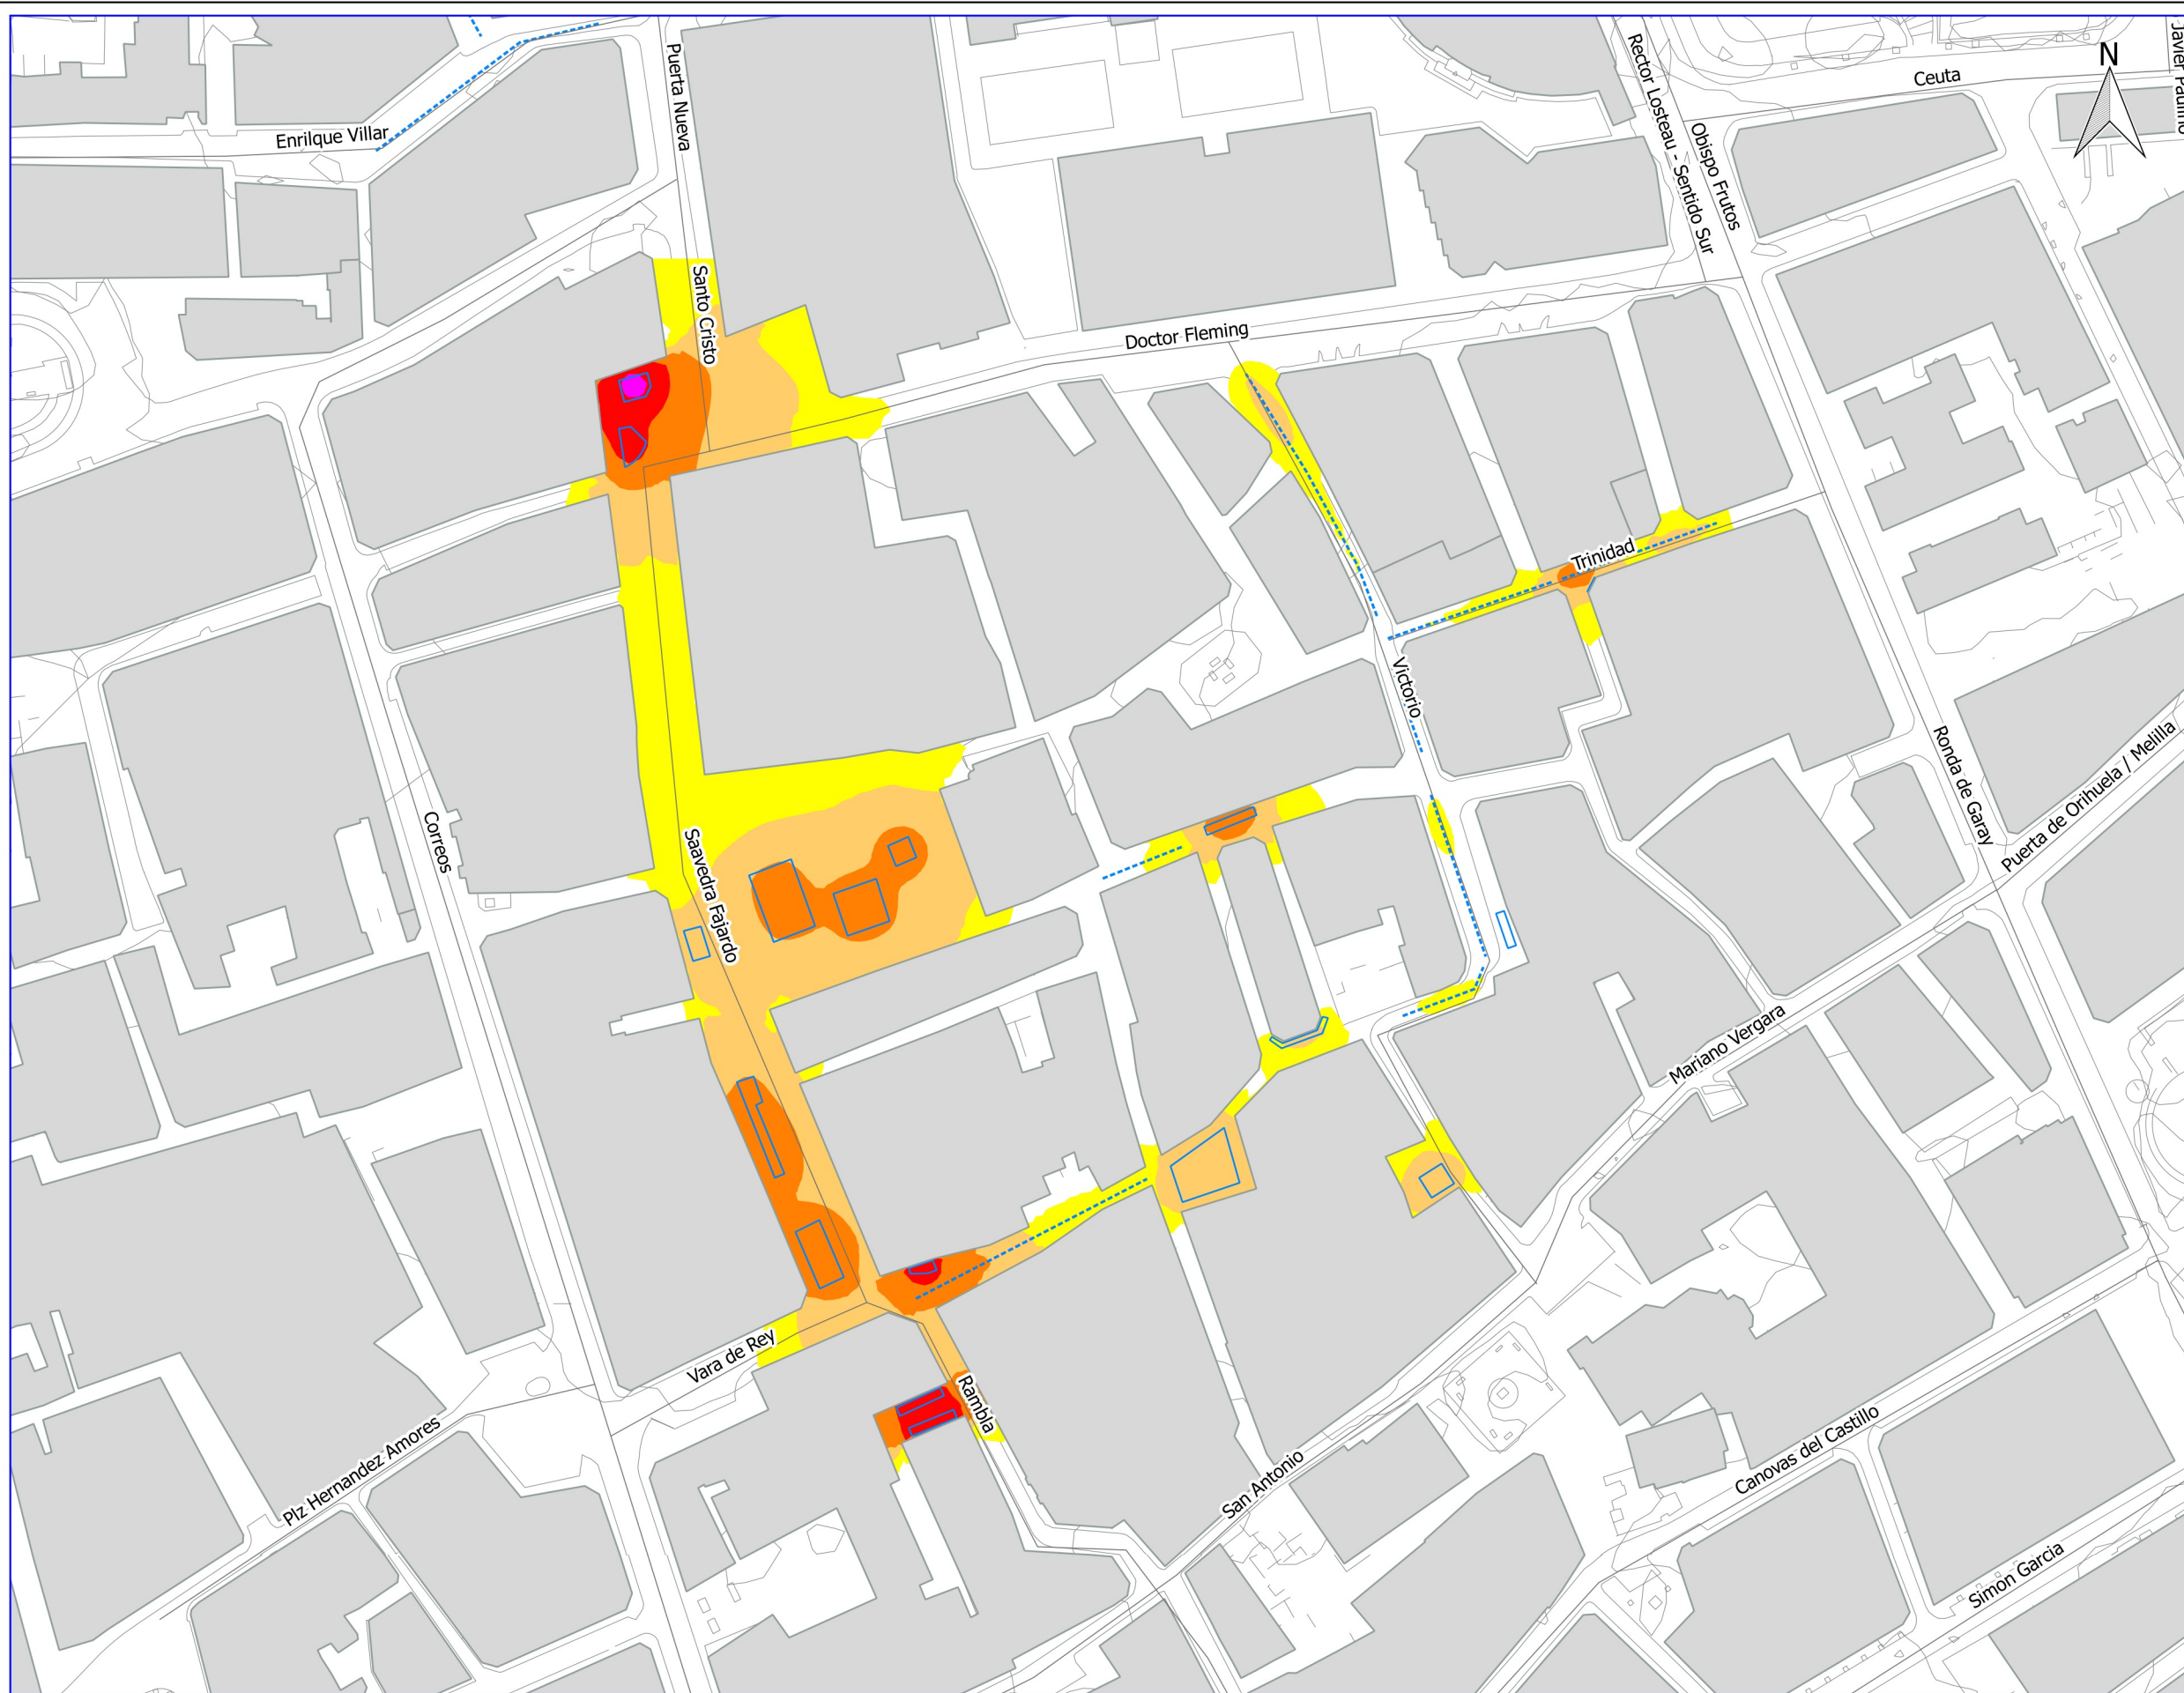 Puerta Nueva
Rector Losteau - Sentido Sur
Javier Paulino
N
Ceuta
Enrilque Villar
Obispo Frutos
Santo Cristo
Doctor Fleming
Trinidad
Victorio
Ronda de Garay
Puerta de Orihuela / Melilla
Correos
Saavedra Fajardo
Mariano Vergara
Vara de Rey
Rambla
Plz Hernandez Amores
San Antonio
Canovas del Castillo
Simon Garcia